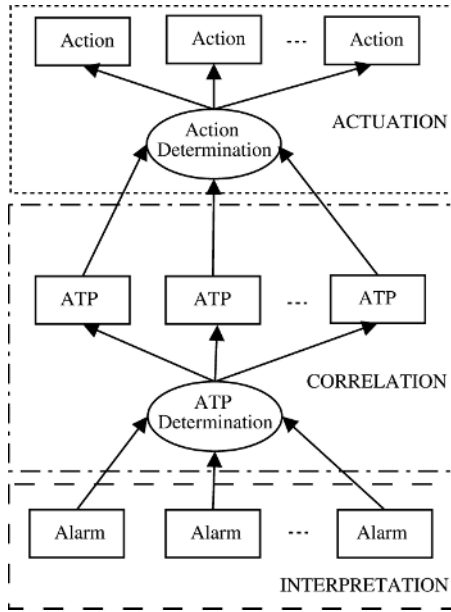 Action Action --- Action
Action
Determination
ACTUATION
ATP ATP --- ATP
CORRELATION
ATP
Determination
Alarm Alarm --- Alarm
INTERPRETATION